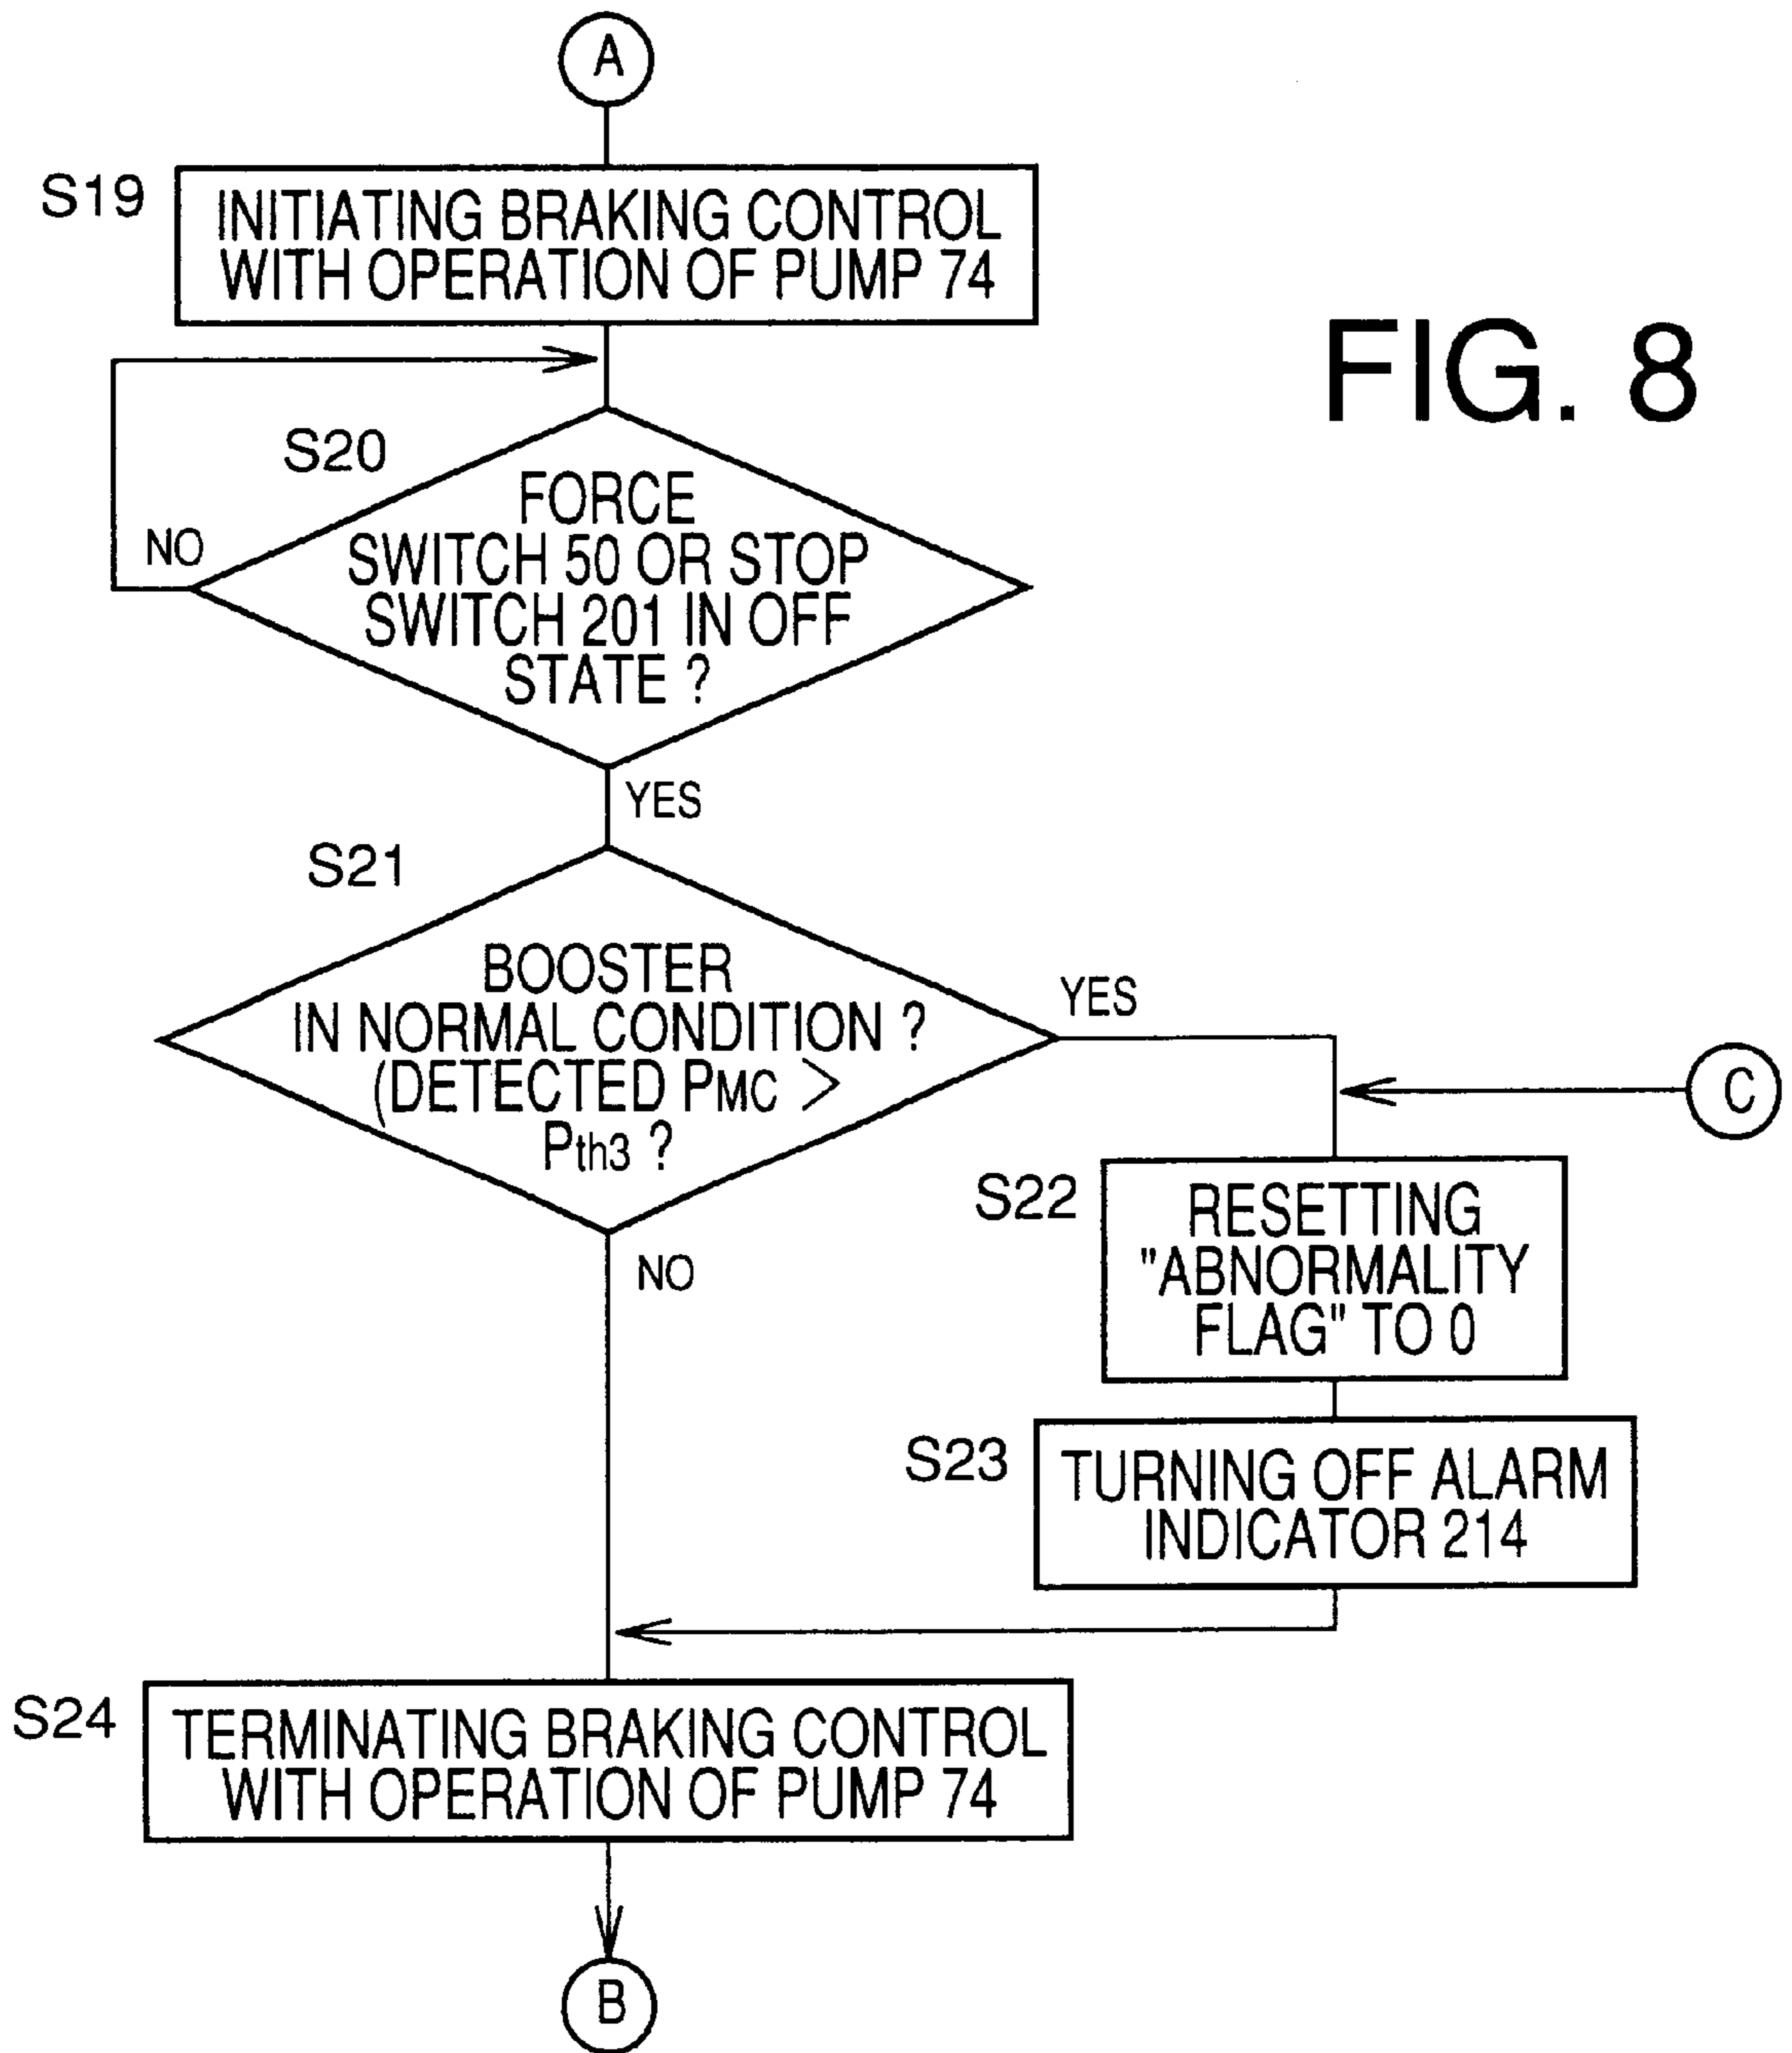 A
S19
INITIATING BRAKING CONTROL
WITH OPERATION OF PUMP 74
FIG. 8
S20
FORCE
SWITCH 50 OR STOP
SWITCH 201 IN OFF
STATE ?
NO
YES
S21
BOOSTER
IN NORMAL CONDITION ?
(DETECTED PMC >
Pth3 ?
YES
NO
C
S22
RESETTING
"ABNORMALITY
FLAG" TO 0
S23
TURNING OFF ALARM
INDICATOR 214
S24
TERMINATING BRAKING CONTROL
WITH OPERATION OF PUMP 74
B